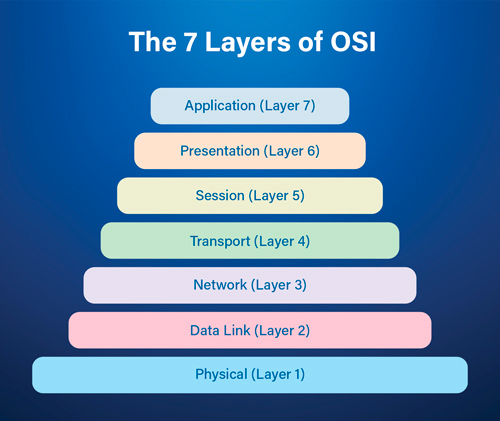 The 7 Layers of OSI
Application (Layer 7)
Presentation (Layer 6)
Session (Layer 5)
Transport (Layer 4)
Network (Layer 3)
Data Link (Layer 2)
Physical (Layer 1)